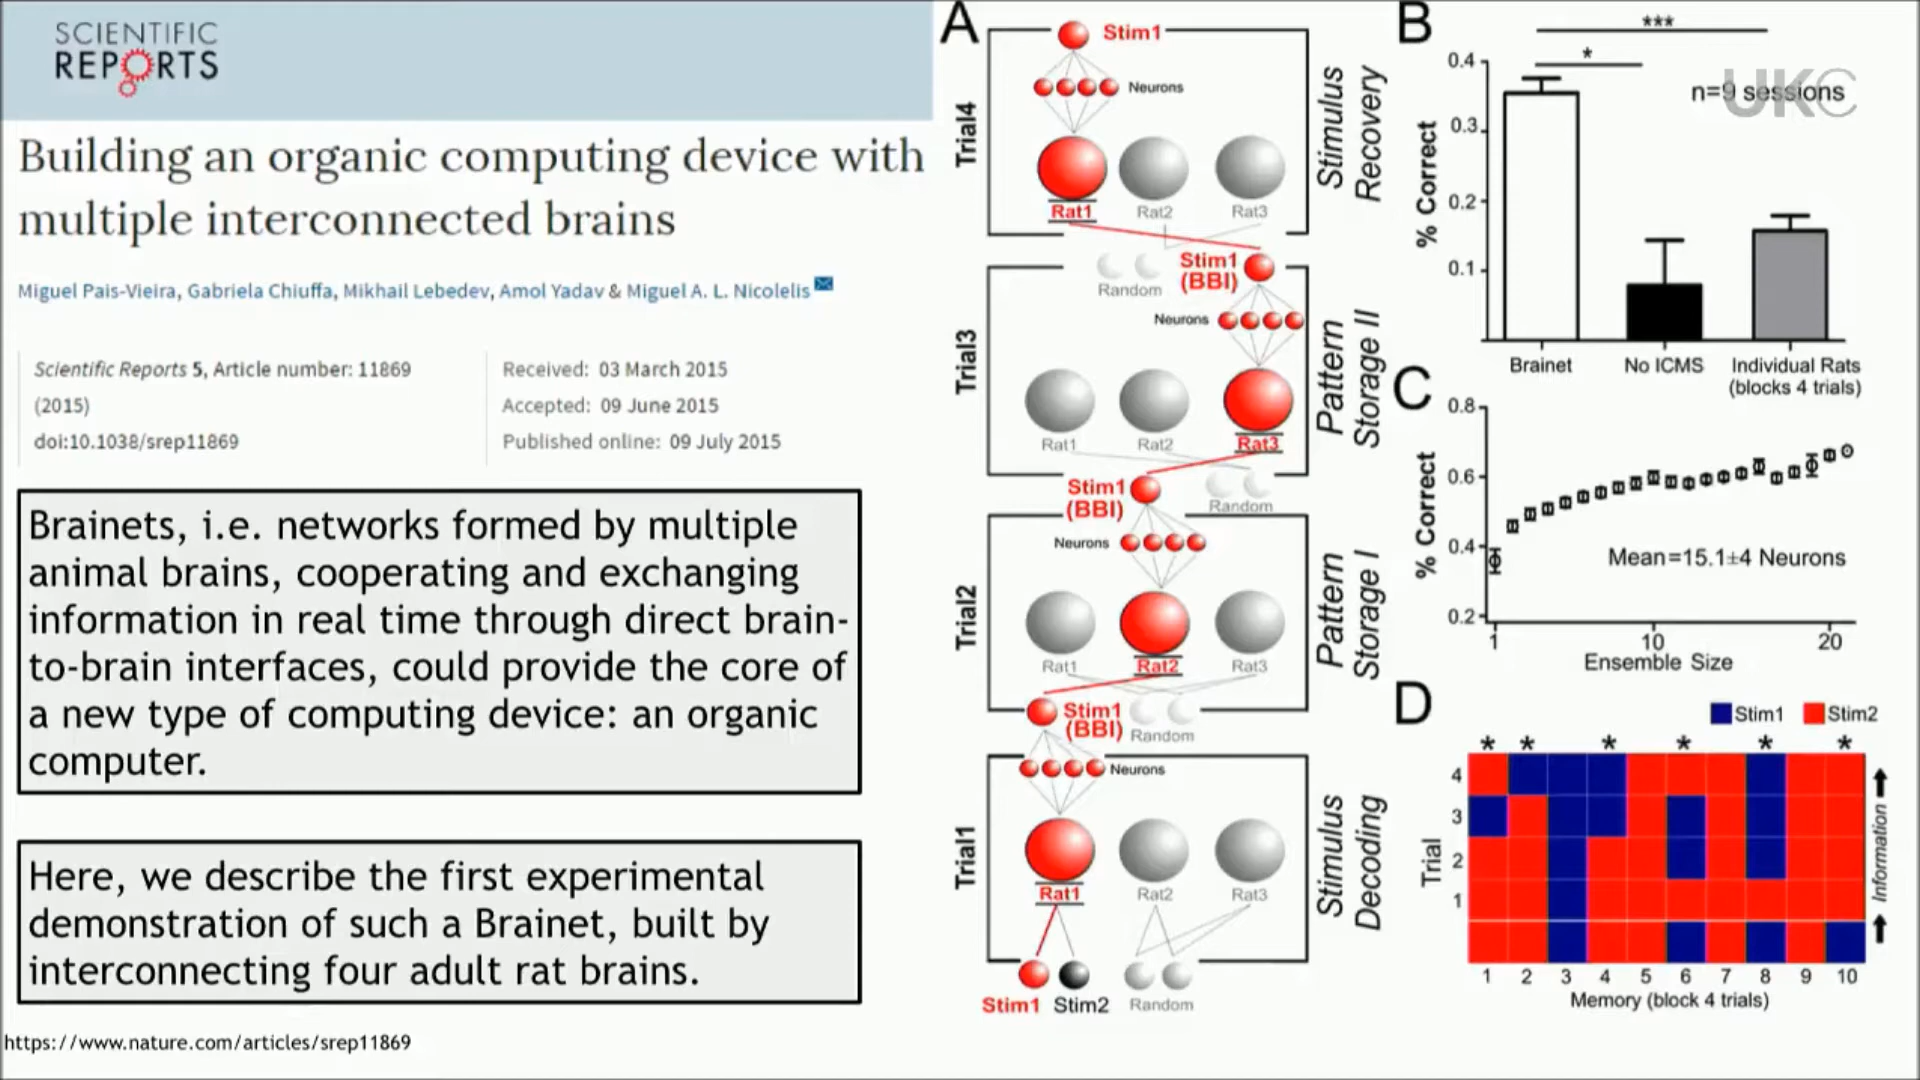 SCIENTIFIC
REPORTS
Building an organic computing device with
multiple interconnected brains
Miguel Pais-Vieira, Gabriela Chiuffa, Mikhail Lebedev, Amol Yadav & Miguel A. L. Nicolelis
Scientific Reports 5, Article number: 11869
(2015)
doi:10.1038/srep11869
Received: 03 March 2015
Accepted: 09 June 2015
Published online: 09 July 2015
Brainets, i.e. networks formed by multiple
animal brains, cooperating and exchanging
information in real time through direct brain-
to-brain interfaces, could provide the core of
a new type of computing device: an organic
computer.
Here, we describe the first experimental
demonstration of such a Brainet, built by
interconnecting four adult rat brains.
https://www.nature.com/articles/srep11869
A
Stim1
Neurons
Trial4
Rat1 Rat2 Rat3
Stimulus
Recovery
Random
Stim1
(BBI)
Neurons
Trial3
Rat1 Rat2 Rat3
Pattern
Storage II
Stim1
(BBI)
Random
Neurons
Trial2
Rat1 Rat2 Rat3
Pattern
Storage I
Stim1
(BBI)
Random
Neurons
Trial1
Rat1 Rat2 Rat3
Stimulus
Decoding
Stim1 Stim2 Random
B
***
*
n=9 sessions
UKC
% Correct
0.4
0.3
0.2
0.1
Brainet No ICMS Individual Rats
(blocks 4 trials)
C
% Correct
0.8
0.6
0.4
0.2
Mean=15.1±4 Neurons
1 10 20
Ensemble Size
D
Stim1 Stim2
* * * * * *
Trial
4
3
2
1
Information
1 2 3 4 5 6 7 8 9 10
Memory (block 4 trials)